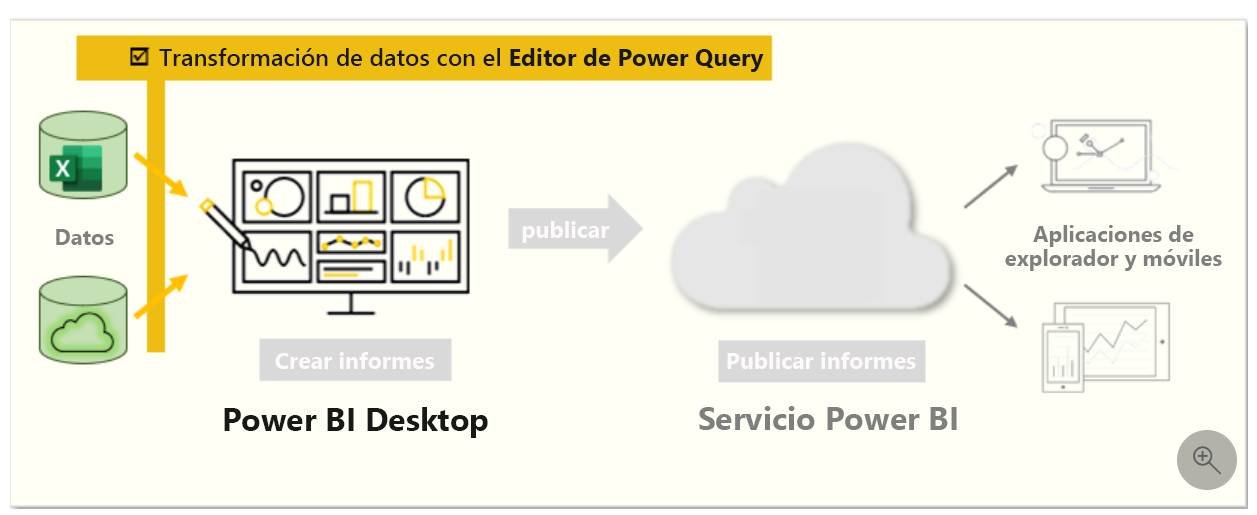 Transformación de datos con el Editor de Power Query
X
Datos
publicar
Aplicaciones de
explorador y móviles
Crear informes
Publicar informes
Power BI Desktop
Servicio Power BI